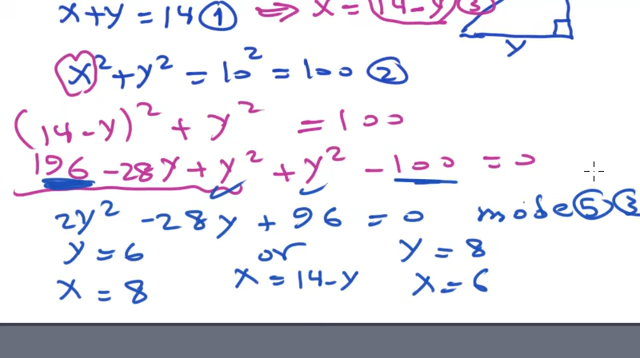 x+y = 14 ① ⇒ x = 14-y ③
y
x² + y² = 10² = 100 ②
(14-y)² + y² = 100
196 - 28y + y² + y² - 100 = 0
2y² - 28y + 96 = 0 mode ⑤ ③
y = 6 or y = 8
x = 8 x = 14-y x = 6